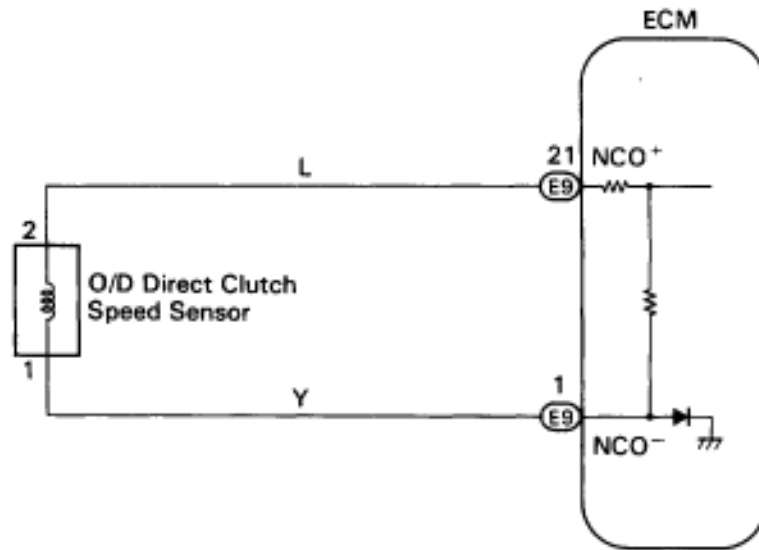 ECM
L
21 NCO+
E9
2
O/D Direct Clutch
Speed Sensor
1
Y
1
E9
NCO-